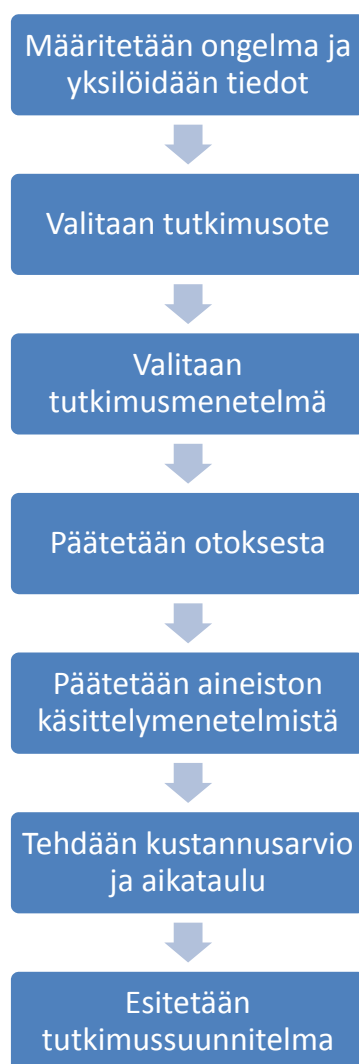 Määritetään ongelma ja
yksilöidään tiedot
Valitaan tutkimusote
Valitaan
tutkimusmenetelmä
Päätetään otoksesta
Päätetään aineiston
käsittelymenetelmistä
Tehdään kustannusarvio
ja aikataulu
Esitetään
tutkimussuunnitelma